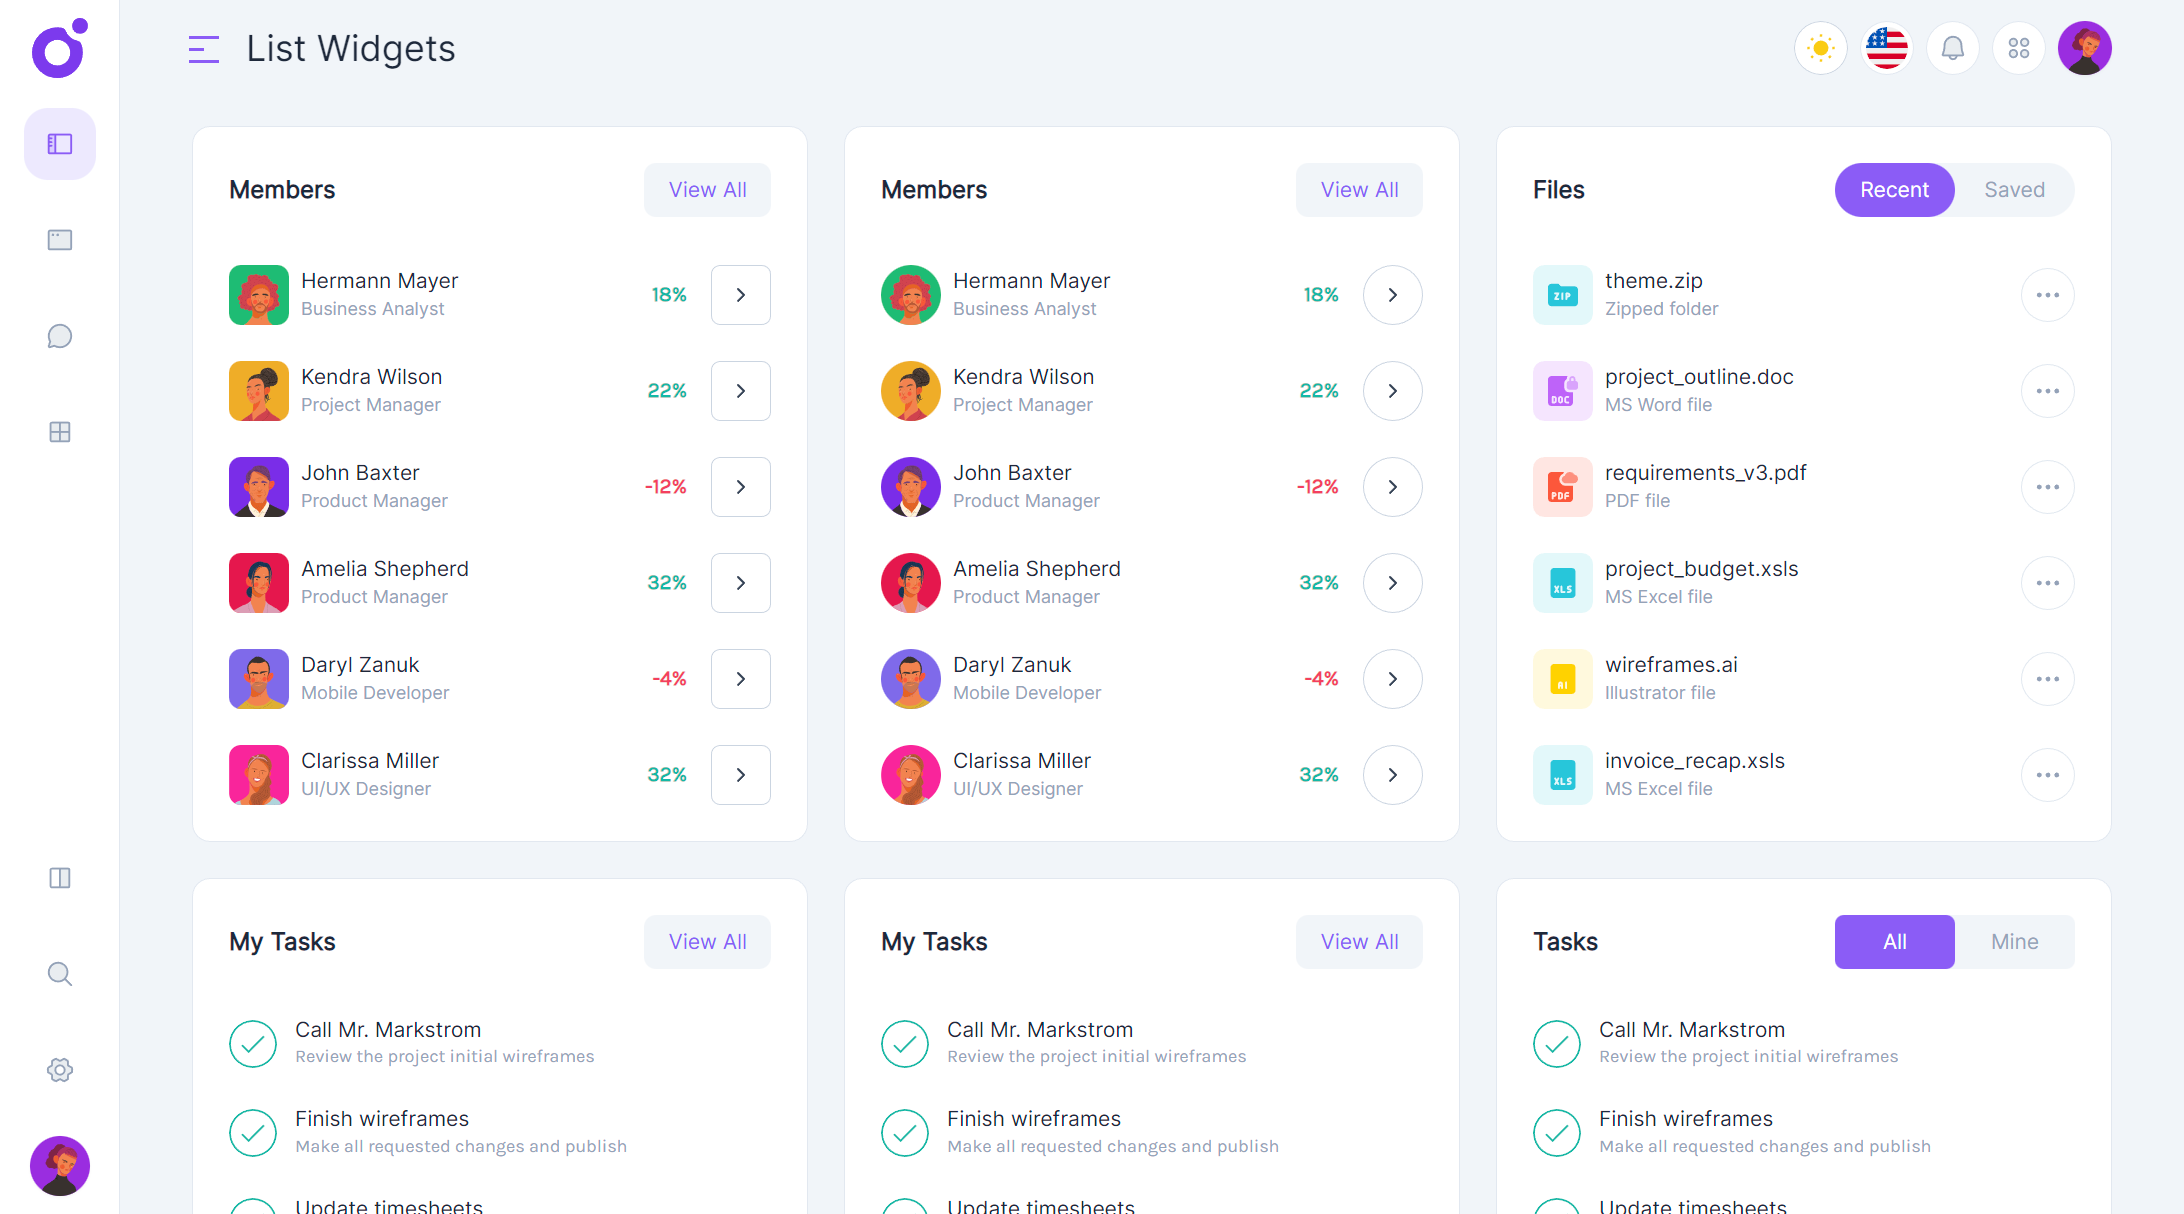 List Widgets
Members
View All
Hermann Mayer
Business Analyst
18%
Kendra Wilson
Project Manager
22%
John Baxter
Product Manager
-12%
Amelia Shepherd
Product Manager
32%
Daryl Zanuk
Mobile Developer
-4%
Clarissa Miller
UI/UX Designer
32%
Members
View All
Hermann Mayer
Business Analyst
18%
Kendra Wilson
Project Manager
22%
John Baxter
Product Manager
-12%
Amelia Shepherd
Product Manager
32%
Daryl Zanuk
Mobile Developer
-4%
Clarissa Miller
UI/UX Designer
32%
Files
Recent
Saved
ZIP
theme.zip
Zipped folder
DOC
project_outline.doc
MS Word file
PDF
requirements_v3.pdf
PDF file
XLS
project_budget.xsls
MS Excel file
AI
wireframes.ai
Illustrator file
XLS
invoice_recap.xsls
MS Excel file
My Tasks
View All
Call Mr. Markstrom
Review the project initial wireframes
Finish wireframes
Make all requested changes and publish
Update timesheets
My Tasks
View All
Call Mr. Markstrom
Review the project initial wireframes
Finish wireframes
Make all requested changes and publish
Update timesheets
Tasks
All
Mine
Call Mr. Markstrom
Review the project initial wireframes
Finish wireframes
Make all requested changes and publish
Update timesheets